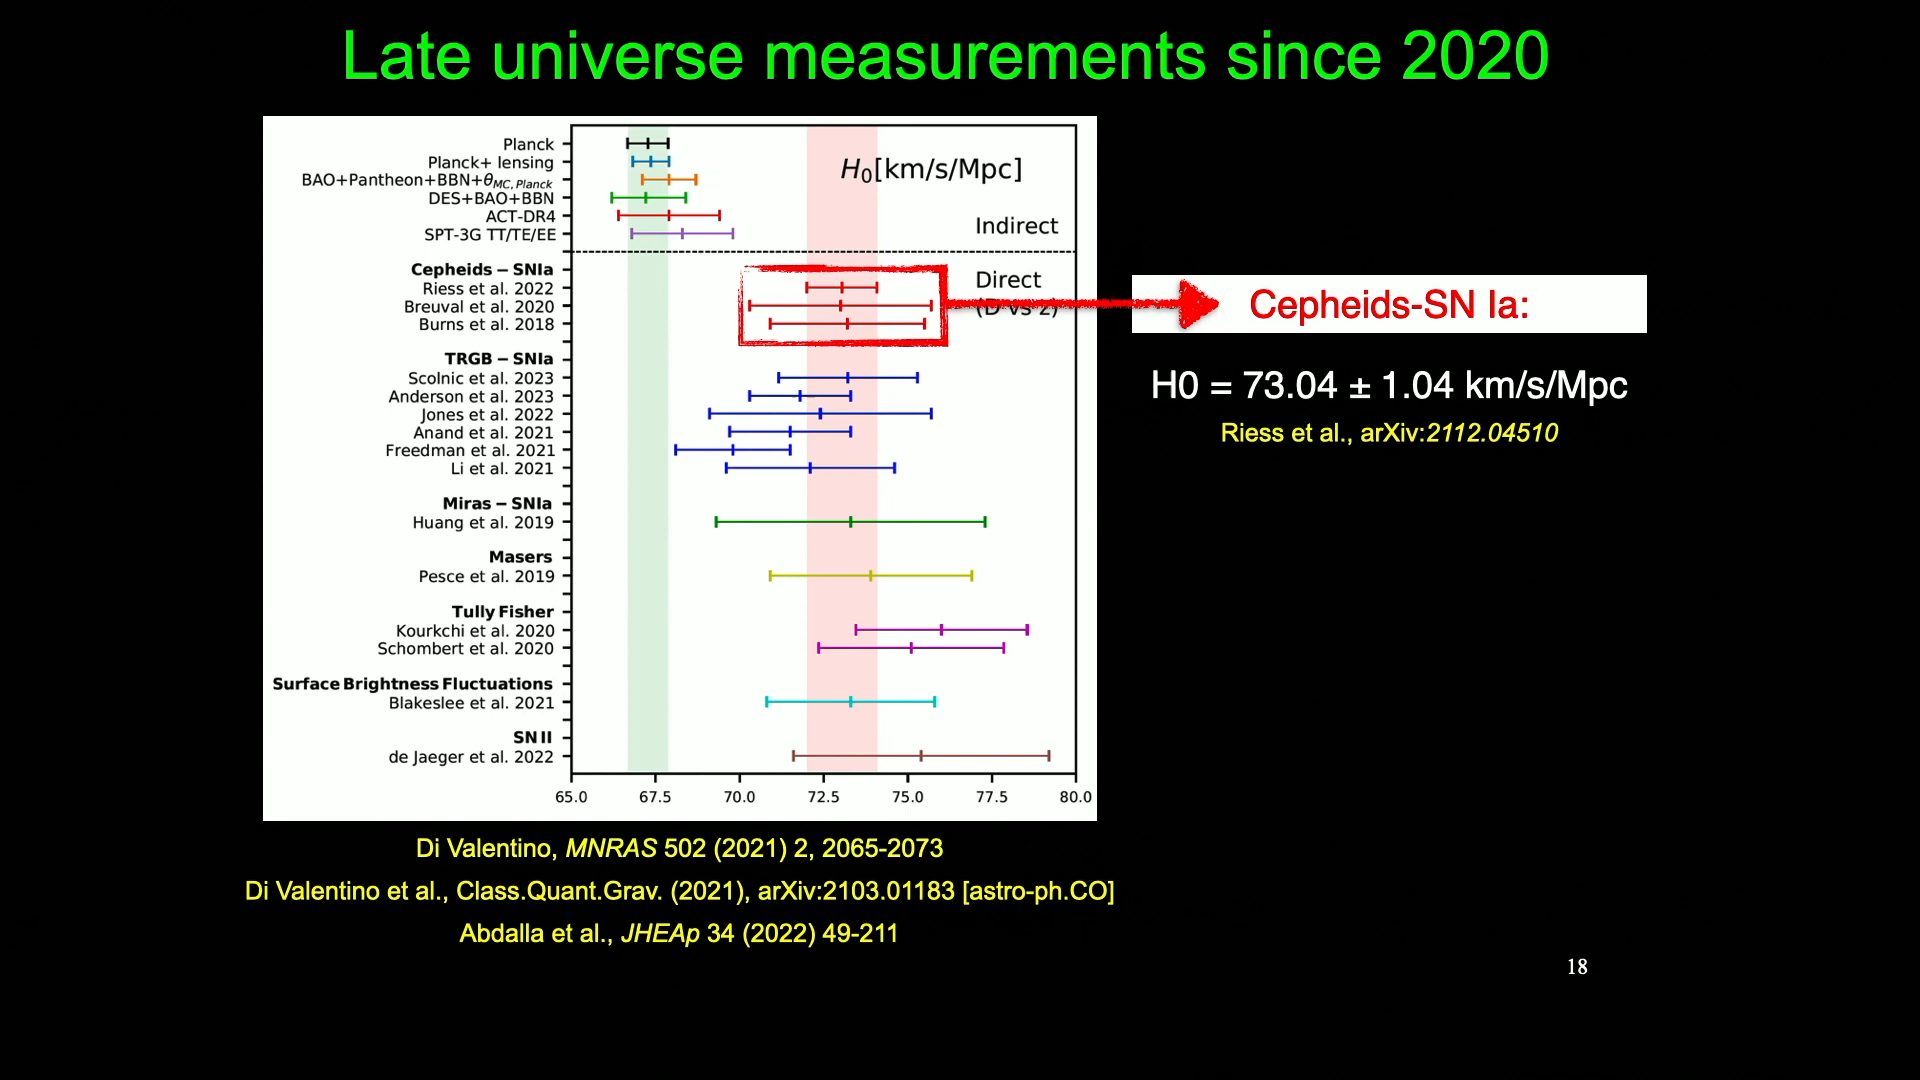 Late universe measurements since 2020
Planck
Planck+ lensing
BAO+Pantheon+BBN+θMC, Planck
DES+BAO+BBN
ACT-DR4
SPT-3G TT/TE/EE
H0[km/s/Mpc]
Indirect
Cepheids – SNIa
Riess et al. 2022
Breuval et al. 2020
Burns et al. 2018
Direct
(D vs z)
TRGB – SNIa
Scolnic et al. 2023
Anderson et al. 2023
Jones et al. 2022
Anand et al. 2021
Freedman et al. 2021
Li et al. 2021
Miras – SNIa
Huang et al. 2019
Masers
Pesce et al. 2019
Tully Fisher
Kourkchi et al. 2020
Schombert et al. 2020
Surface Brightness Fluctuations
Blakeslee et al. 2021
SN II
de Jaeger et al. 2022
65.0 67.5 70.0 72.5 75.0 77.5 80.0
Cepheids-SN Ia:
H0 = 73.04 ± 1.04 km/s/Mpc
Riess et al., arXiv:2112.04510
Di Valentino, MNRAS 502 (2021) 2, 2065-2073
Di Valentino et al., Class.Quant.Grav. (2021), arXiv:2103.01183 [astro-ph.CO]
Abdalla et al., JHEAp 34 (2022) 49-211
18